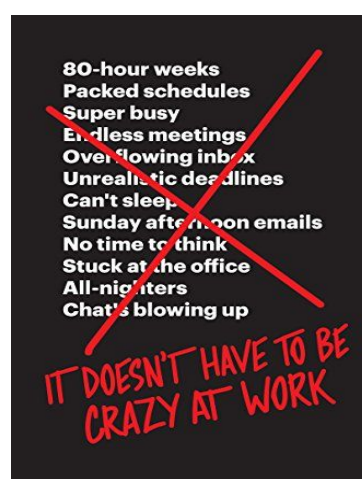 80-hour weeks
Packed schedules
Super busy
Endless meetings
Overflowing inbox
Unrealistic deadlines
Can't sleep
Sunday afternoon emails
No time to think
Stuck at the office
All-nighters
Chat's blowing up
IT DOESN'T HAVE TO BE
CRAZY AT WORK